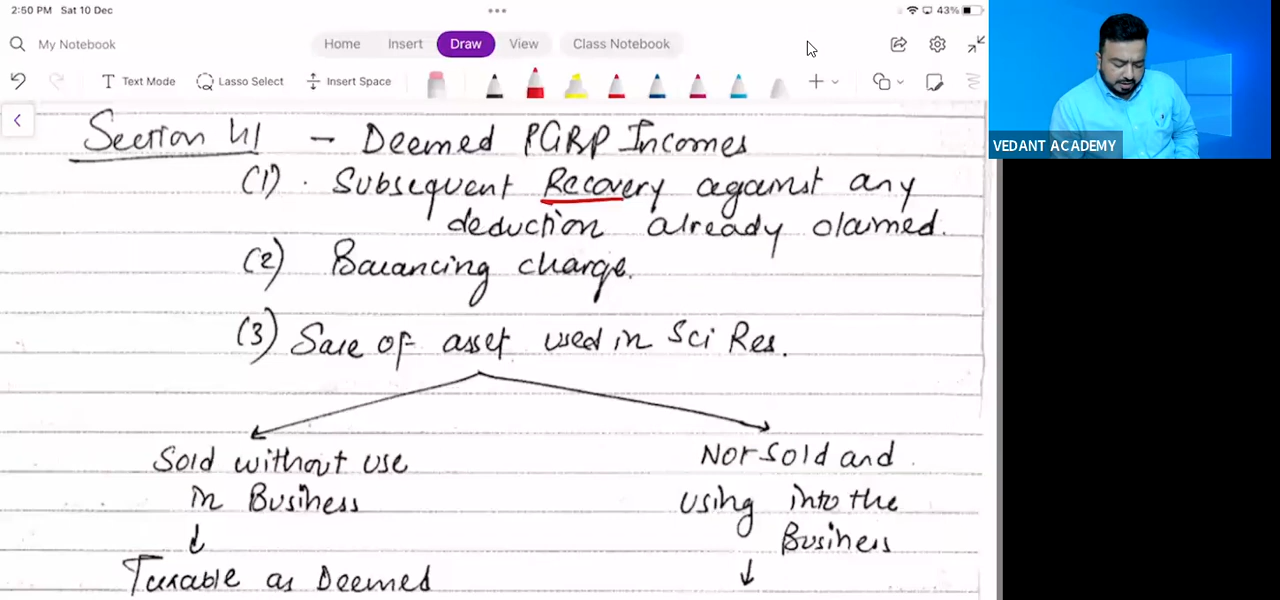 2:50 PM Sat 10 Dec
43%
My Notebook
Home Insert Draw View Class Notebook
Text Mode Lasso Select Insert Space
VEDANT ACADEMY
Section 41 - Deemed PGBP Incomes
(1) . Subsequent Recovery against any
deduction already claimed.
(2) Balancing charge.
(3) Sale of asset used in Sci Res.
Sold without use
in Business
Taxable as Deemed
Not Sold and
using into the
Business